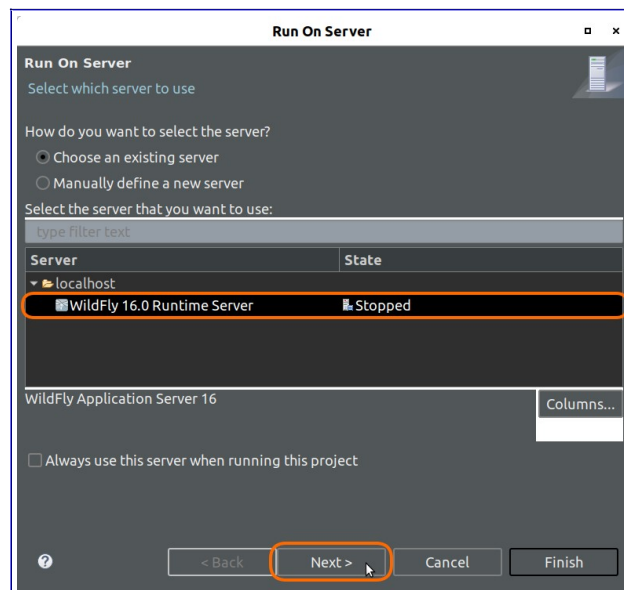 Run On Server
Run On Server
Select which server to use
How do you want to select the server?
Choose an existing server
Manually define a new server
Select the server that you want to use:
type filter text
Server State
localhost
WildFly 16.0 Runtime Server Stopped
WildFly Application Server 16
Columns...
Always use this server when running this project
? < Back Next > Cancel Finish